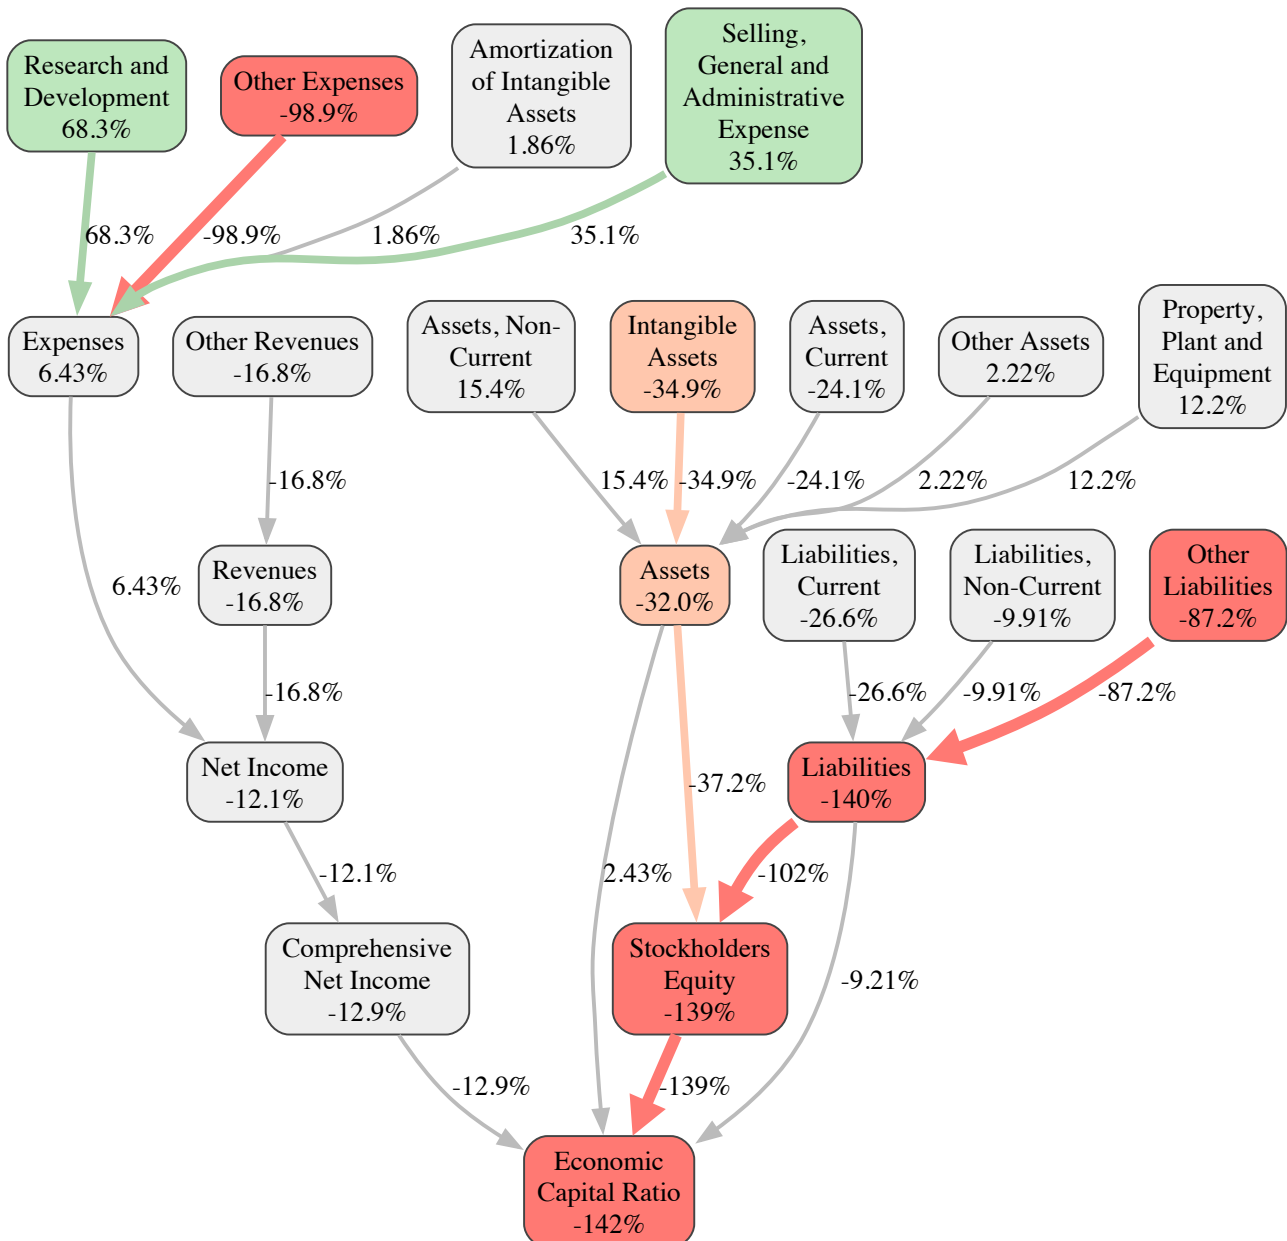 Research and
Development
68.3%
Other Expenses
-98.9%
Amortization
of Intangible
Assets
1.86%
Selling,
General and
Administrative
Expense
35.1%
68.3%
-98.9%
1.86%
35.1%
Expenses
6.43%
Other Revenues
-16.8%
Assets, Non-
Current
15.4%
Intangible
Assets
-34.9%
Assets,
Current
-24.1%
Other Assets
2.22%
Property,
Plant and
Equipment
12.2%
-16.8%
15.4%
-34.9%
-24.1%
2.22%
12.2%
6.43%
Revenues
-16.8%
Assets
-32.0%
Liabilities,
Current
-26.6%
Liabilities,
Non-Current
-9.91%
Other
Liabilities
-87.2%
-16.8%
-26.6%
-9.91%
-87.2%
Net Income
-12.1%
-37.2%
Liabilities
-140%
-12.1%
2.43%
-102%
Comprehensive
Net Income
-12.9%
Stockholders
Equity
-139%
-9.21%
-12.9%
-139%
Economic
Capital Ratio
-142%